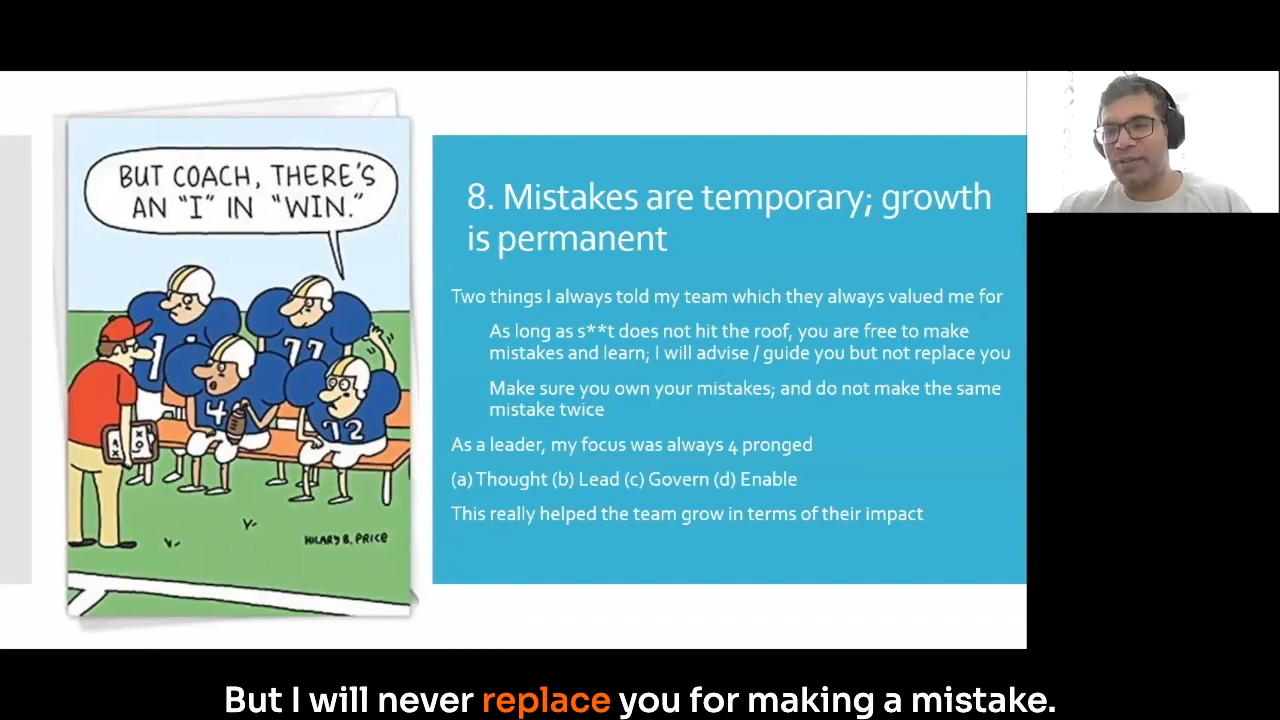 BUT COACH, THERE'S
AN "I" IN "WIN."
1
77
4
72
HILARY B. PRICE
8. Mistakes are temporary; growth
is permanent
Two things I always told my team which they always valued me for
As long as s**t does not hit the roof, you are free to make
mistakes and learn; I will advise / guide you but not replace you
Make sure you own your mistakes; and do not make the same
mistake twice
As a leader, my focus was always 4 pronged
(a) Thought (b) Lead (c) Govern (d) Enable
This really helped the team grow in terms of their impact
But I will never replace you for making a mistake.